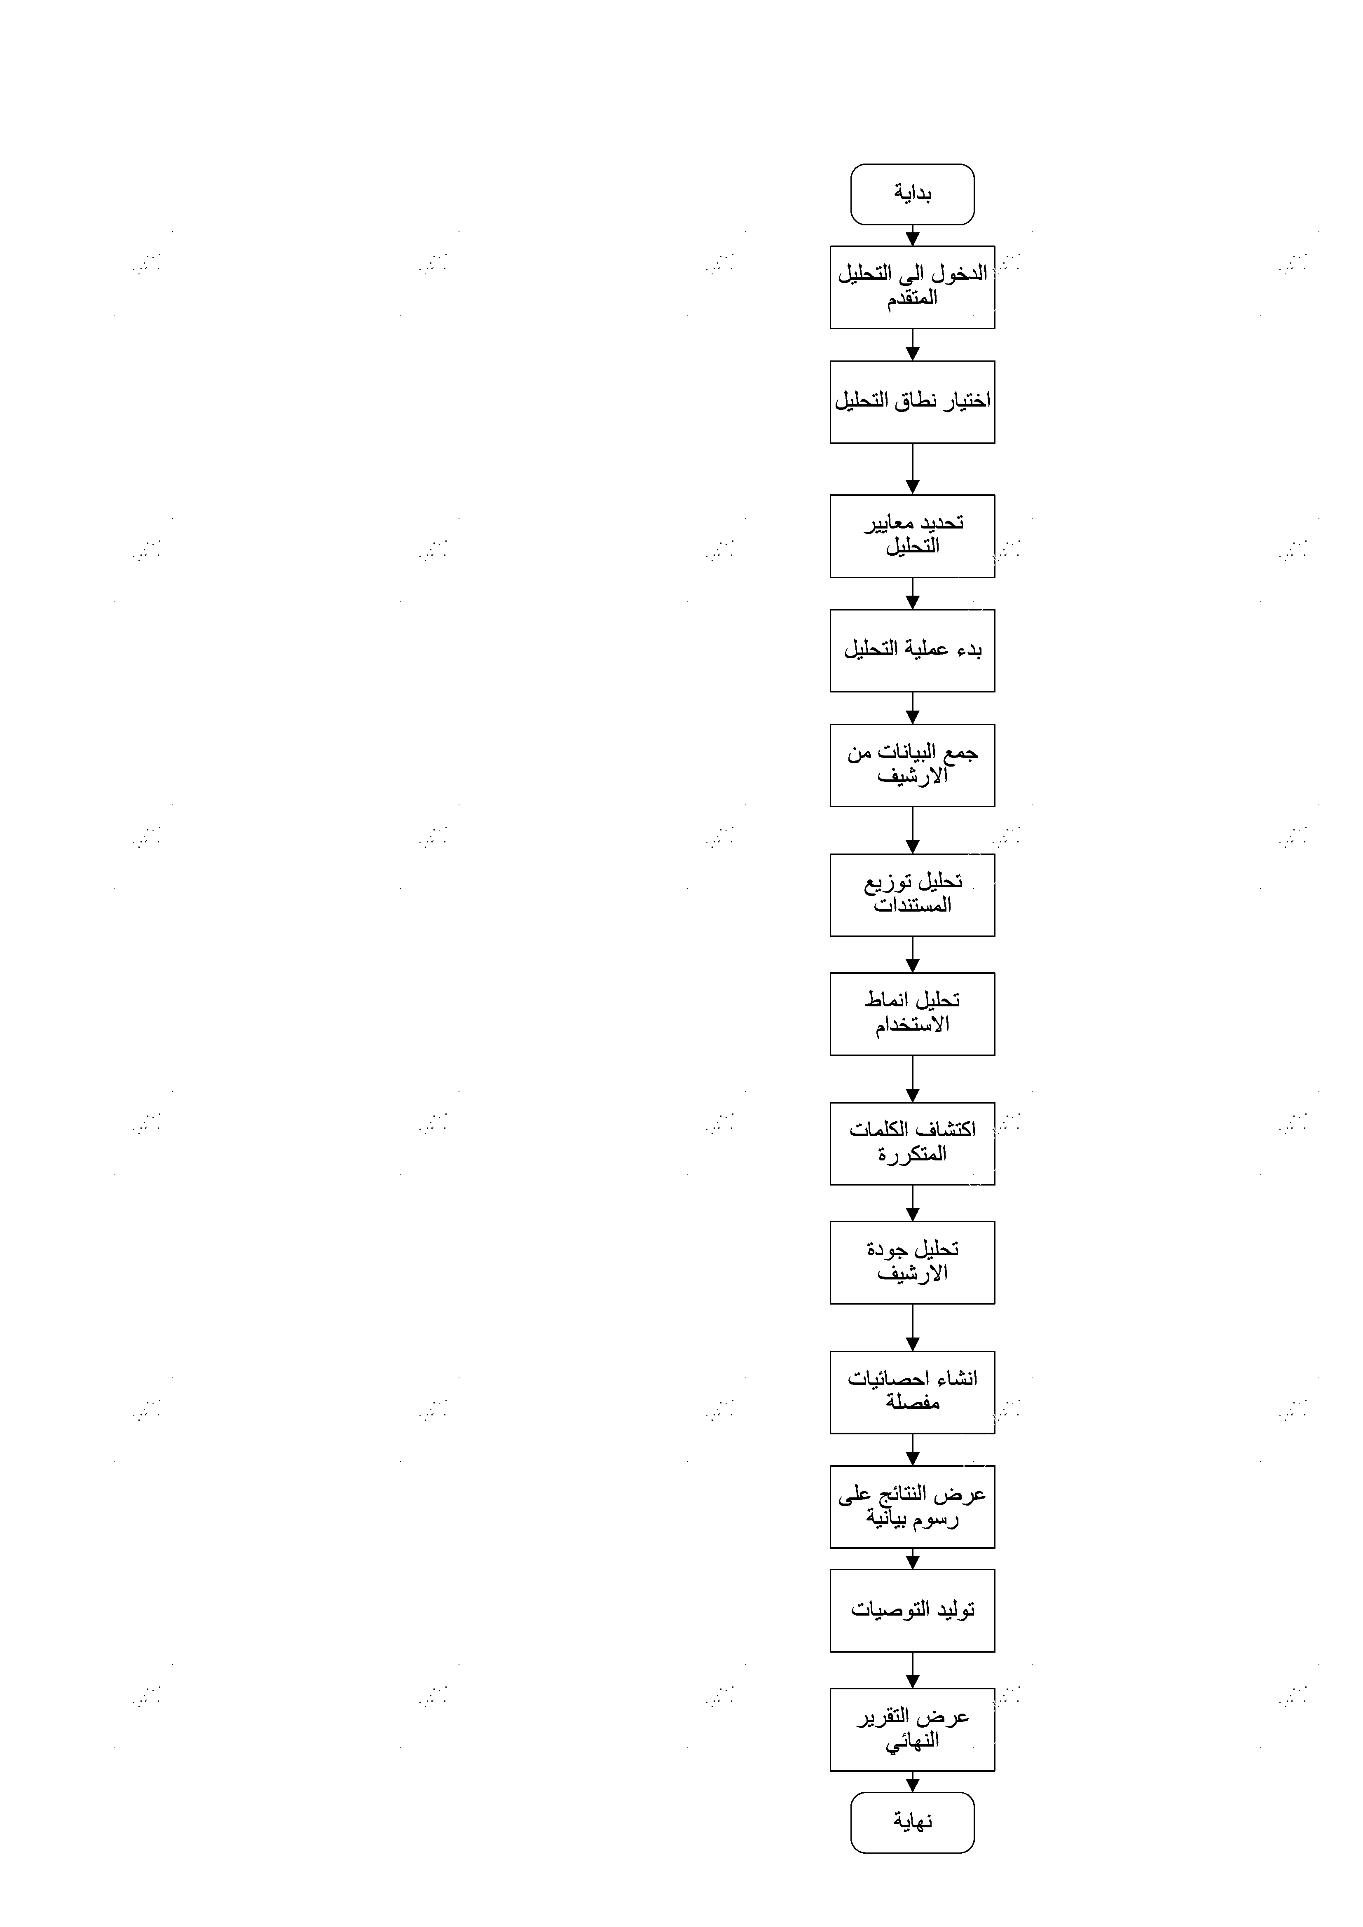 بداية
الدخول الى التحليل
المتقدم
اختيار نطاق التحليل
تحديد معايير
التحليل
بدء عملية التحليل
جمع البيانات من
الارشيف
تحليل توزيع
المستندات
تحليل انماط
الاستخدام
اكتشاف الكلمات
المتكررة
تحليل جودة
الارشيف
انشاء احصائيات
مفصلة
عرض النتائج على
رسوم بيانية
توليد التوصيات
عرض التقرير
النهائي
نهاية